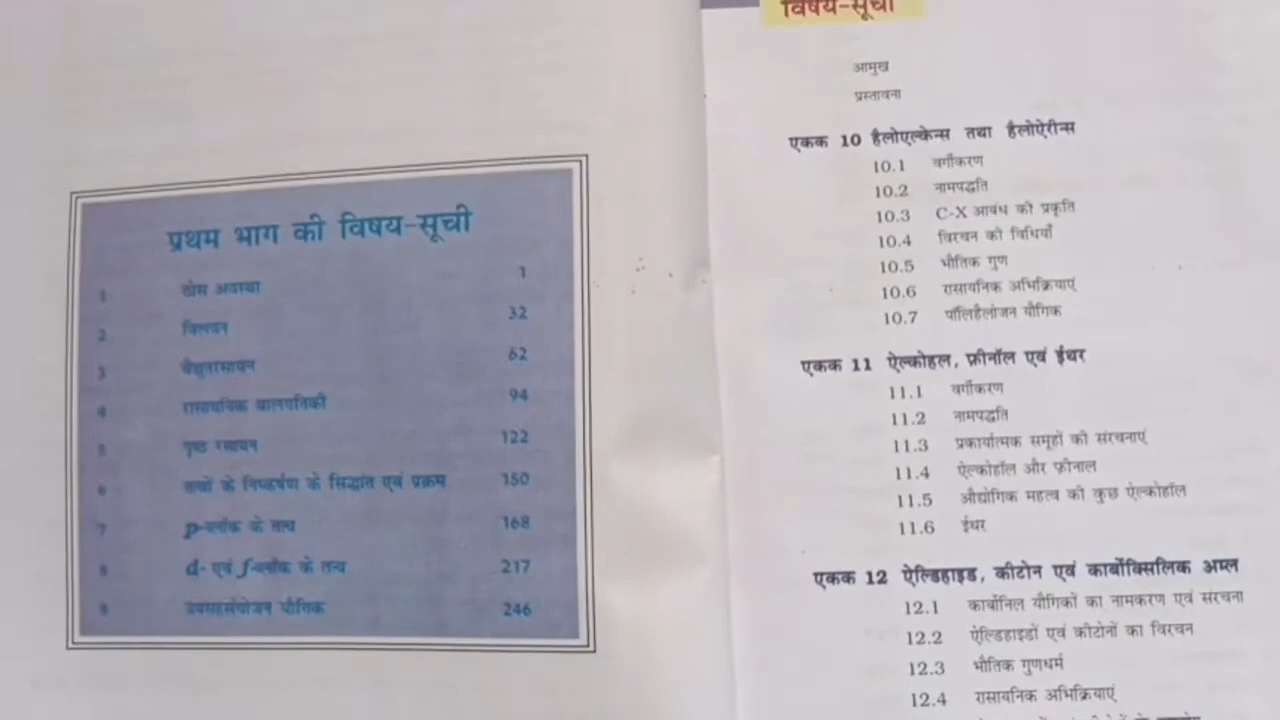 प्रथम भाग की विषय-सूची
1 ठोस अवस्था 1
2 विलयन 32
3 वैद्युतरसायन 62
4 रासायनिक बलगतिकी 94
5 पृष्ठ रसायन 122
6 तत्वों के निष्कर्षण के सिद्धांत एवं प्रक्रम 150
7 p-ब्लॉक के तत्व 168
8 d- एवं f-ब्लॉक के तत्व 217
9 उपसहसंयोजन यौगिक 246
विषय-सूची
आमुख
प्रस्तावना
एकक 10 हैलोएल्केन्स तथा हैलोऐरीन्स
10.1 वर्गीकरण
10.2 नामपद्धति
10.3 C-X आबंध की प्रकृति
10.4 विरचन की विधियाँ
10.5 भौतिक गुण
10.6 रासायनिक अभिक्रियाएं
10.7 पॉलिहैलोजन यौगिक
एकक 11 ऐल्कोहल, फ़ीनॉल एवं ईथर
11.1 वर्गीकरण
11.2 नामपद्धति
11.3 प्रकार्यात्मक समूहों की संरचनाएं
11.4 ऐल्कोहॉल और फ़ीनाल
11.5 औद्योगिक महत्व की कुछ ऐल्कोहॉल
11.6 ईथर
एकक 12 ऐल्डिहाइड, कीटोन एवं कार्बोक्सिलिक अम्ल
12.1 कार्बोनिल यौगिकों का नामकरण एवं संरचना
12.2 ऐल्डिहाइडों एवं कीटोनों का विरचन
12.3 भौतिक गुणधर्म
12.4 रासायनिक अभिक्रियाएं